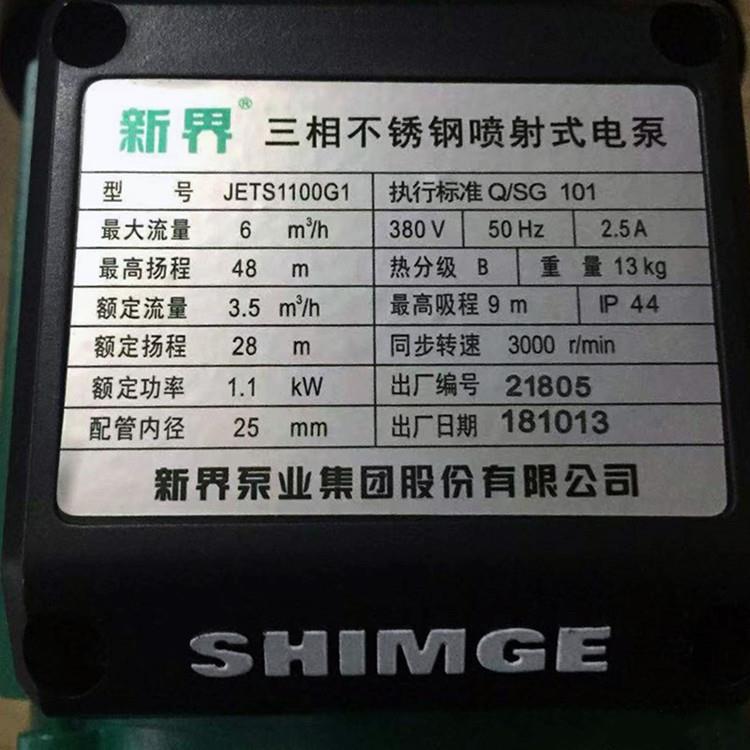 新界® 三相不锈钢喷射式电泵
型 号 JETS1100G1 执行标准 Q/SG 101
最大流量 6 m³/h 380 V 50 Hz 2.5 A
最高扬程 48 m 热分级 B 重 量 13 kg
额定流量 3.5 m³/h 最高吸程 9 m IP 44
额定扬程 28 m 同步转速 3000 r/min
额定功率 1.1 kW 出厂编号 21805
配管内径 25 mm 出厂日期 181013
新界泵业集团股份有限公司
SHIMGE